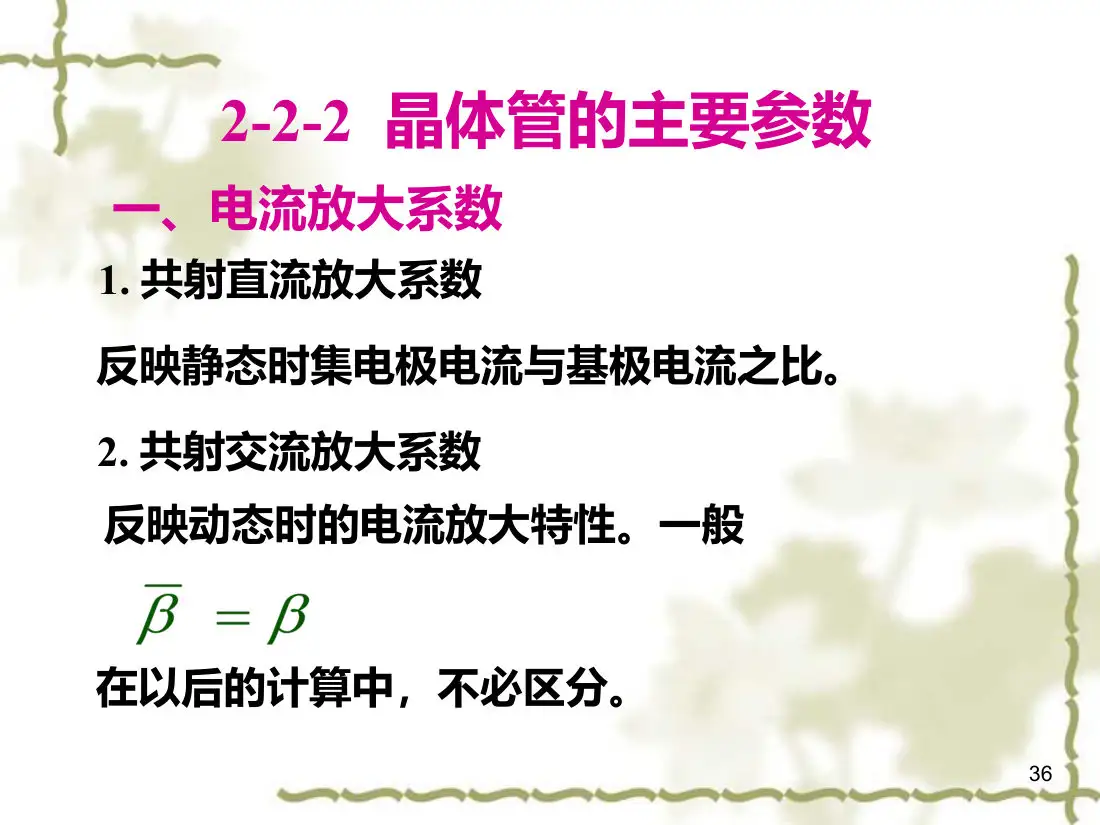 2-2-2 晶体管的主要参数
一、电流放大系数
1. 共射直流放大系数
反映静态时集电极电流与基极电流之比。
2. 共射交流放大系数
反映动态时的电流放大特性。一般
β̅ = β
在以后的计算中，不必区分。
36